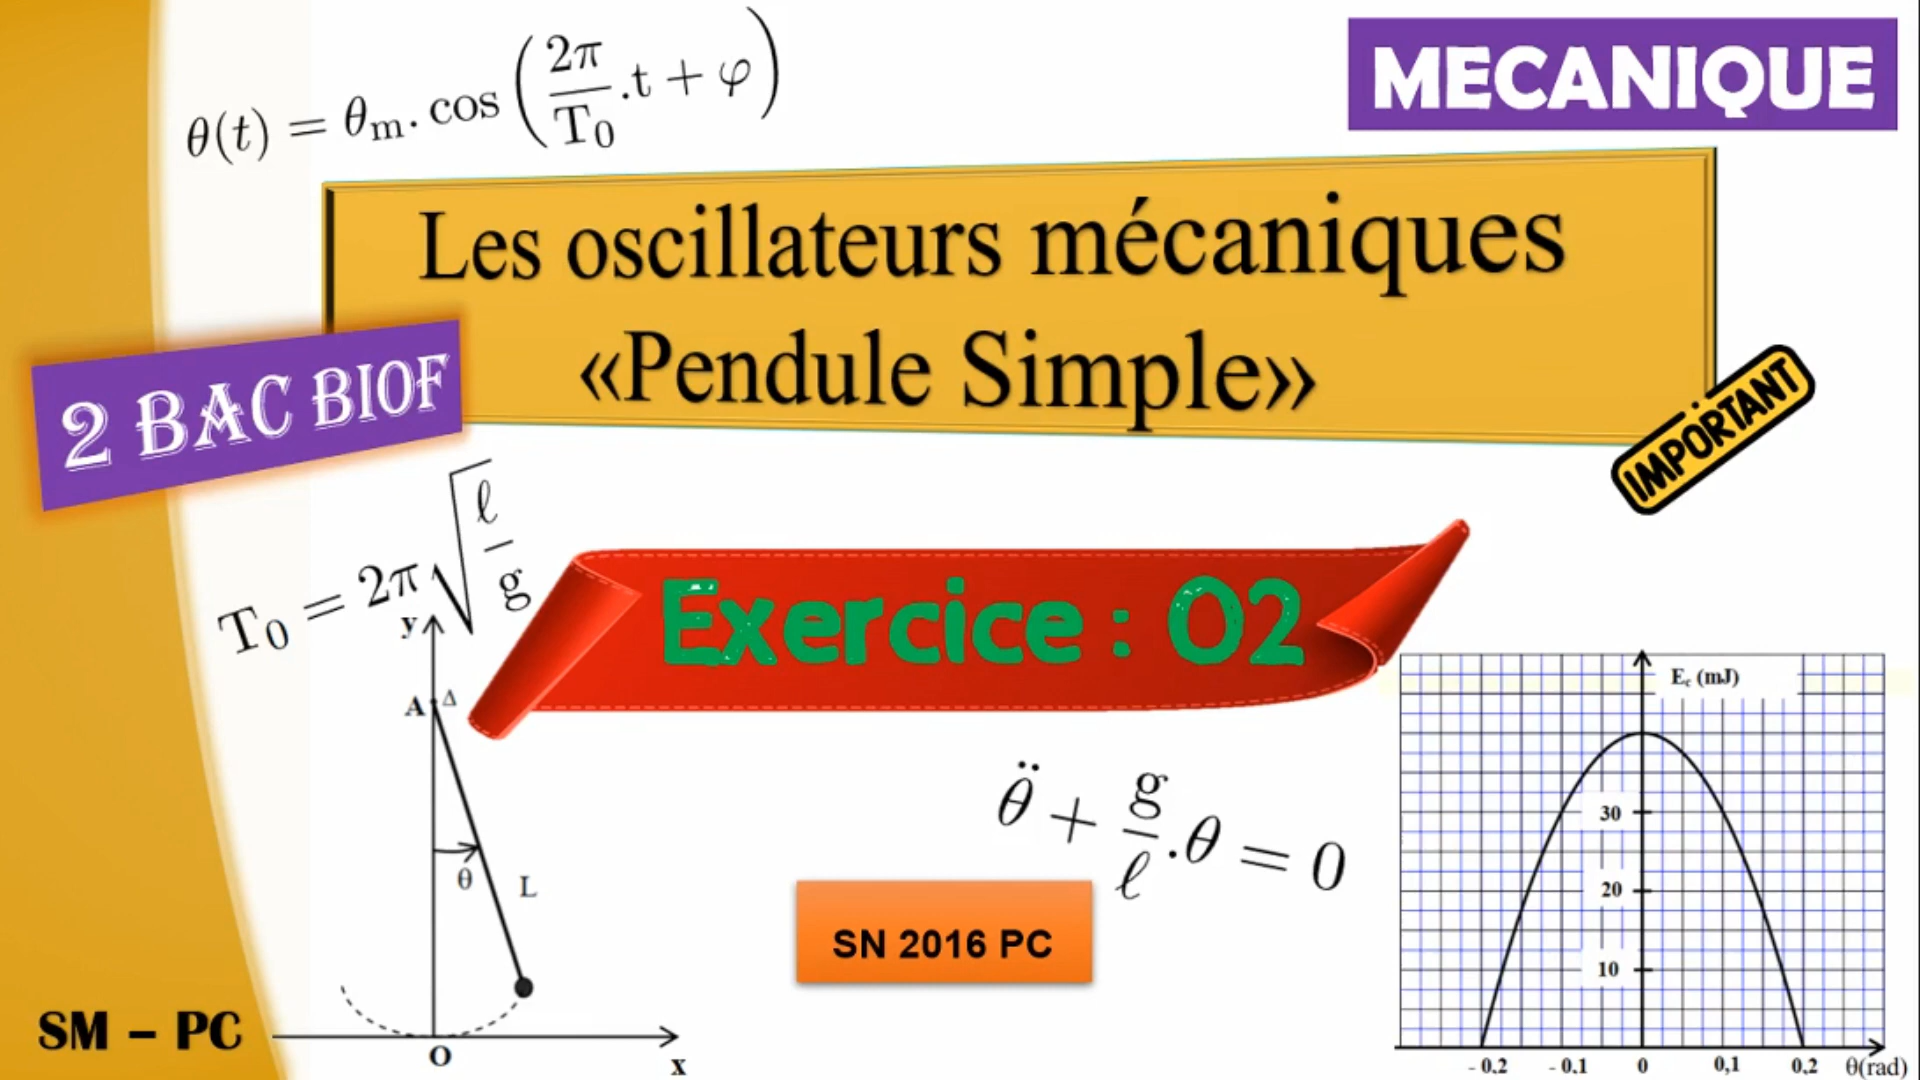 θ(t) = θm. cos (2π/T0 .t + φ)
MECANIQUE
Les oscillateurs mécaniques
«Pendule Simple»
2 BAC BIOF
IMPORTANT
T0 = 2π √(ℓ/g)
Exercice : 02
y
A Δ
θ
L
O
x
θ̈ + g/ℓ .θ = 0
SN 2016 PC
SM – PC
Ec (mJ)
30
20
10
- 0.2 - 0.1 0 0,1 0,2 θ(rad)